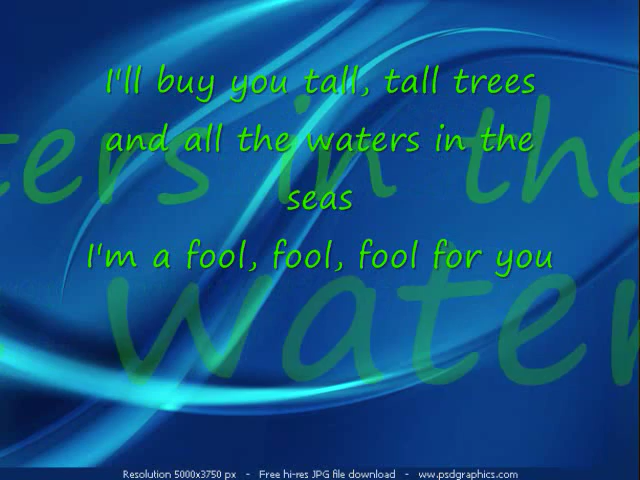 I'll buy you tall, tall trees
and all the waters in the
seas
I'm a fool, fool, fool for you
ters in the
water
Resolution 5000x3750 px - Free hi-res JPG file download - www.psdgraphics.com